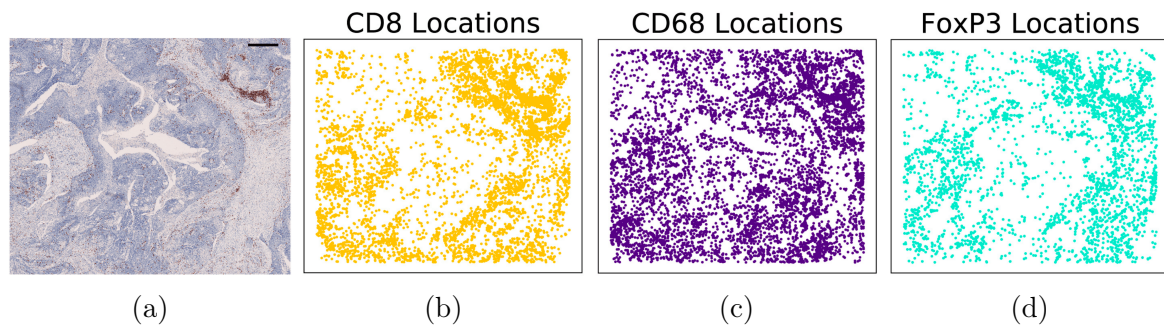 CD8 Locations
CD68 Locations
FoxP3 Locations
(a)
(b)
(c)
(d)